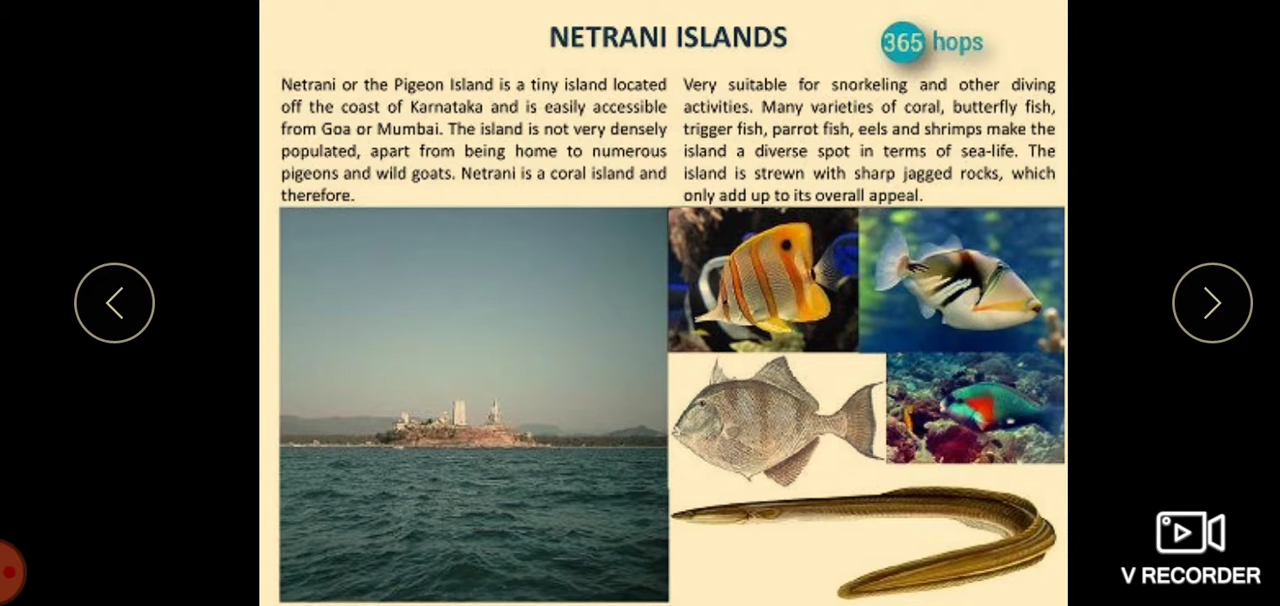 NETRANI ISLANDS
365 hops
Netrani or the Pigeon Island is a tiny island located
off the coast of Karnataka and is easily accessible
from Goa or Mumbai. The island is not very densely
populated, apart from being home to numerous
pigeons and wild goats. Netrani is a coral island and
therefore.
Very suitable for snorkeling and other diving
activities. Many varieties of coral, butterfly fish,
trigger fish, parrot fish, eels and shrimps make the
island a diverse spot in terms of sea-life. The
island is strewn with sharp jagged rocks, which
only add up to its overall appeal.
V RECORDER